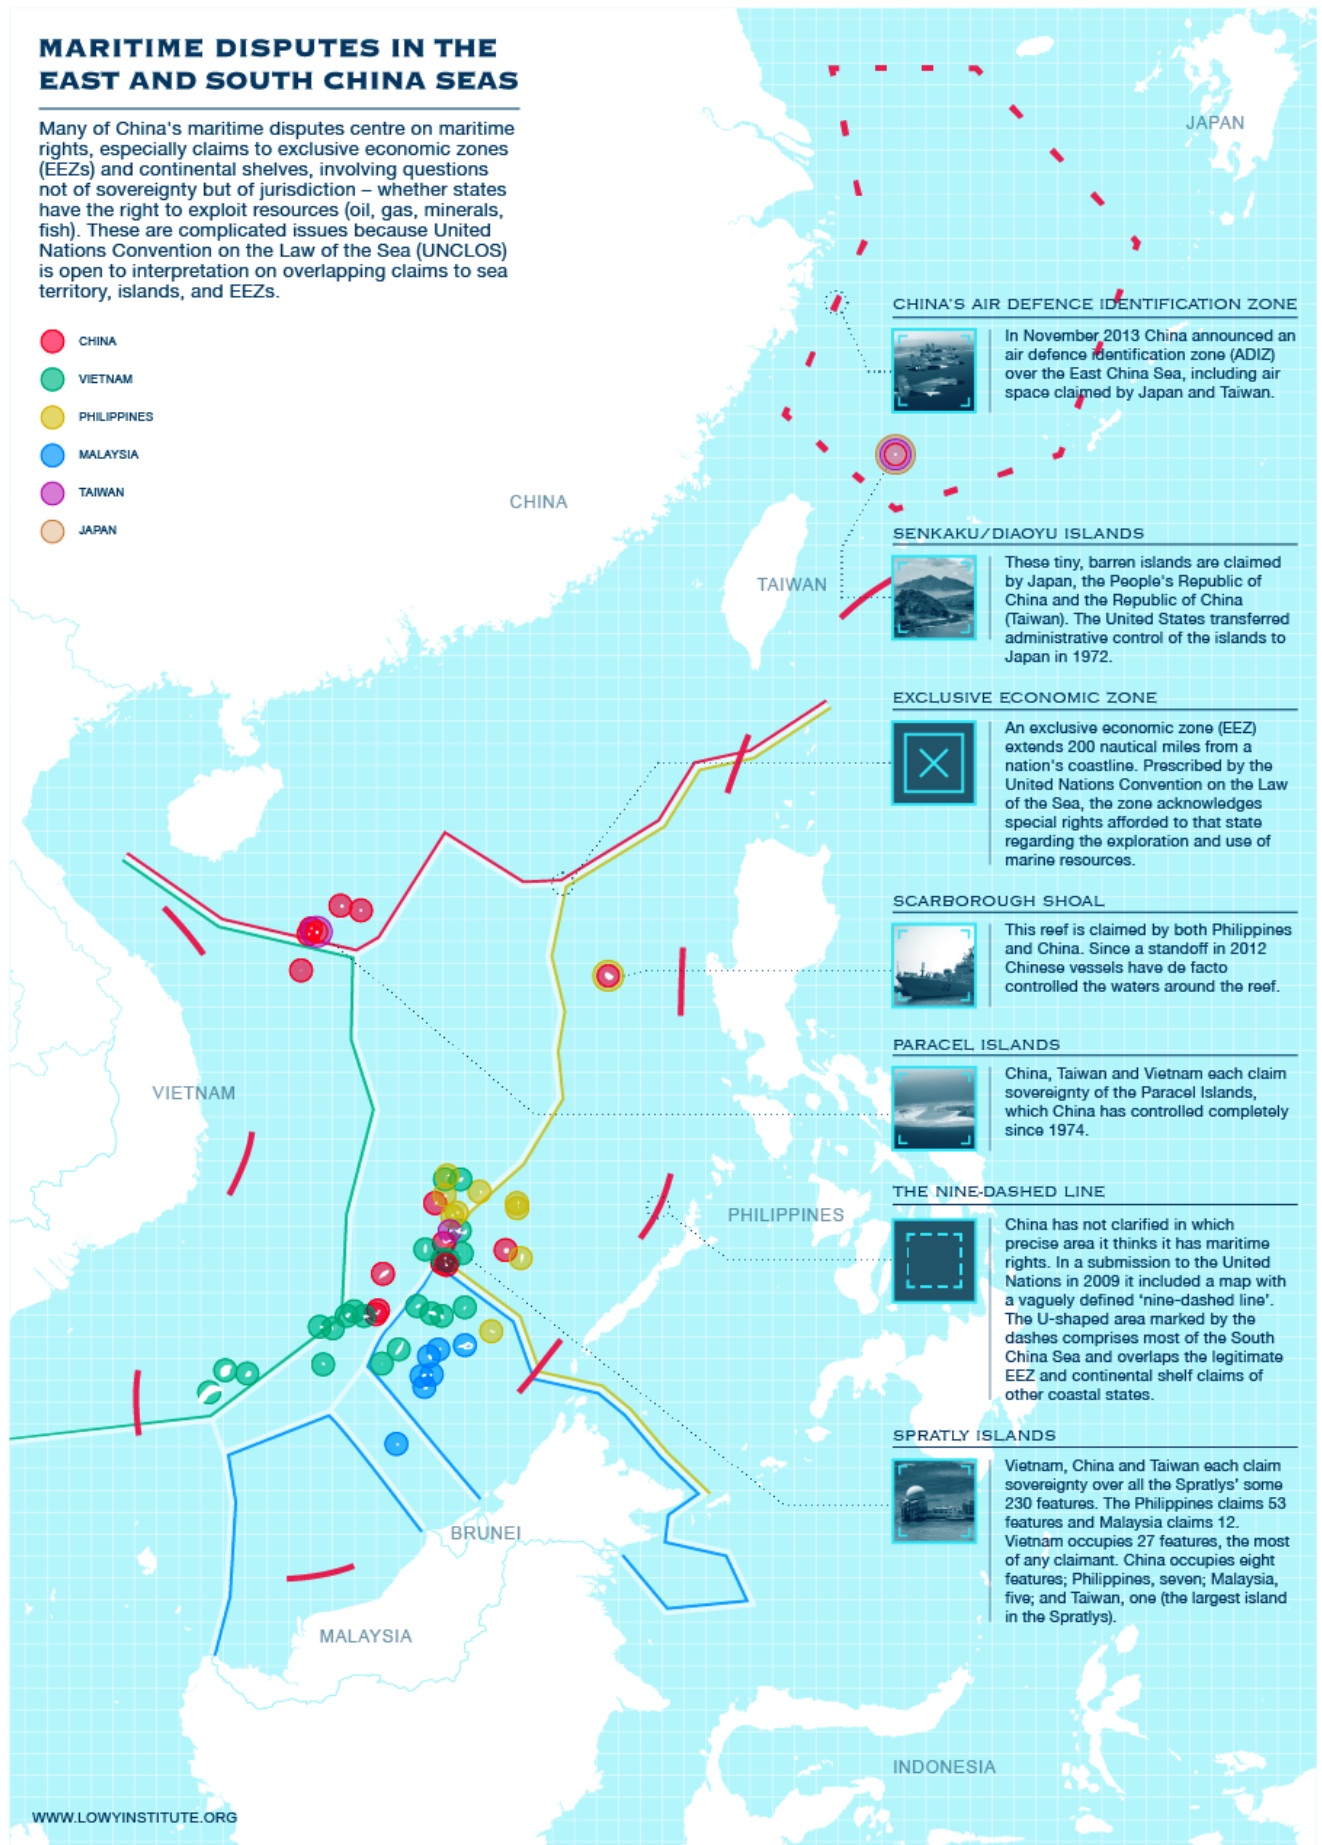 MARITIME DISPUTES IN THE
EAST AND SOUTH CHINA SEAS
Many of China's maritime disputes centre on maritime
rights, especially claims to exclusive economic zones
(EEZs) and continental shelves, involving questions
not of sovereignty but of jurisdiction – whether states
have the right to exploit resources (oil, gas, minerals,
fish). These are complicated issues because United
Nations Convention on the Law of the Sea (UNCLOS)
is open to interpretation on overlapping claims to sea
territory, islands, and EEZs.
CHINA
VIETNAM
PHILIPPINES
MALAYSIA
TAIWAN
JAPAN
JAPAN
CHINA
TAIWAN
VIETNAM
PHILIPPINES
BRUNEI
MALAYSIA
INDONESIA
CHINA'S AIR DEFENCE IDENTIFICATION ZONE
In November 2013 China announced an
air defence identification zone (ADIZ)
over the East China Sea, including air
space claimed by Japan and Taiwan.
SENKAKU/DIAOYU ISLANDS
These tiny, barren islands are claimed
by Japan, the People's Republic of
China and the Republic of China
(Taiwan). The United States transferred
administrative control of the islands to
Japan in 1972.
EXCLUSIVE ECONOMIC ZONE
An exclusive economic zone (EEZ)
extends 200 nautical miles from a
nation's coastline. Prescribed by the
United Nations Convention on the Law
of the Sea, the zone acknowledges
special rights afforded to that state
regarding the exploration and use of
marine resources.
SCARBOROUGH SHOAL
This reef is claimed by both Philippines
and China. Since a standoff in 2012
Chinese vessels have de facto
controlled the waters around the reef.
PARACEL ISLANDS
China, Taiwan and Vietnam each claim
sovereignty of the Paracel Islands,
which China has controlled completely
since 1974.
THE NINE-DASHED LINE
China has not clarified in which
precise area it thinks it has maritime
rights. In a submission to the United
Nations in 2009 it included a map with
a vaguely defined 'nine-dashed line'.
The U-shaped area marked by the
dashes comprises most of the South
China Sea and overlaps the legitimate
EEZ and continental shelf claims of
other coastal states.
SPRATLY ISLANDS
Vietnam, China and Taiwan each claim
sovereignty over all the Spratlys' some
230 features. The Philippines claims 53
features and Malaysia claims 12.
Vietnam occupies 27 features, the most
of any claimant. China occupies eight
features; Philippines, seven; Malaysia,
five; and Taiwan, one (the largest island
in the Spratlys).
WWW.LOWYINSTITUTE.ORG